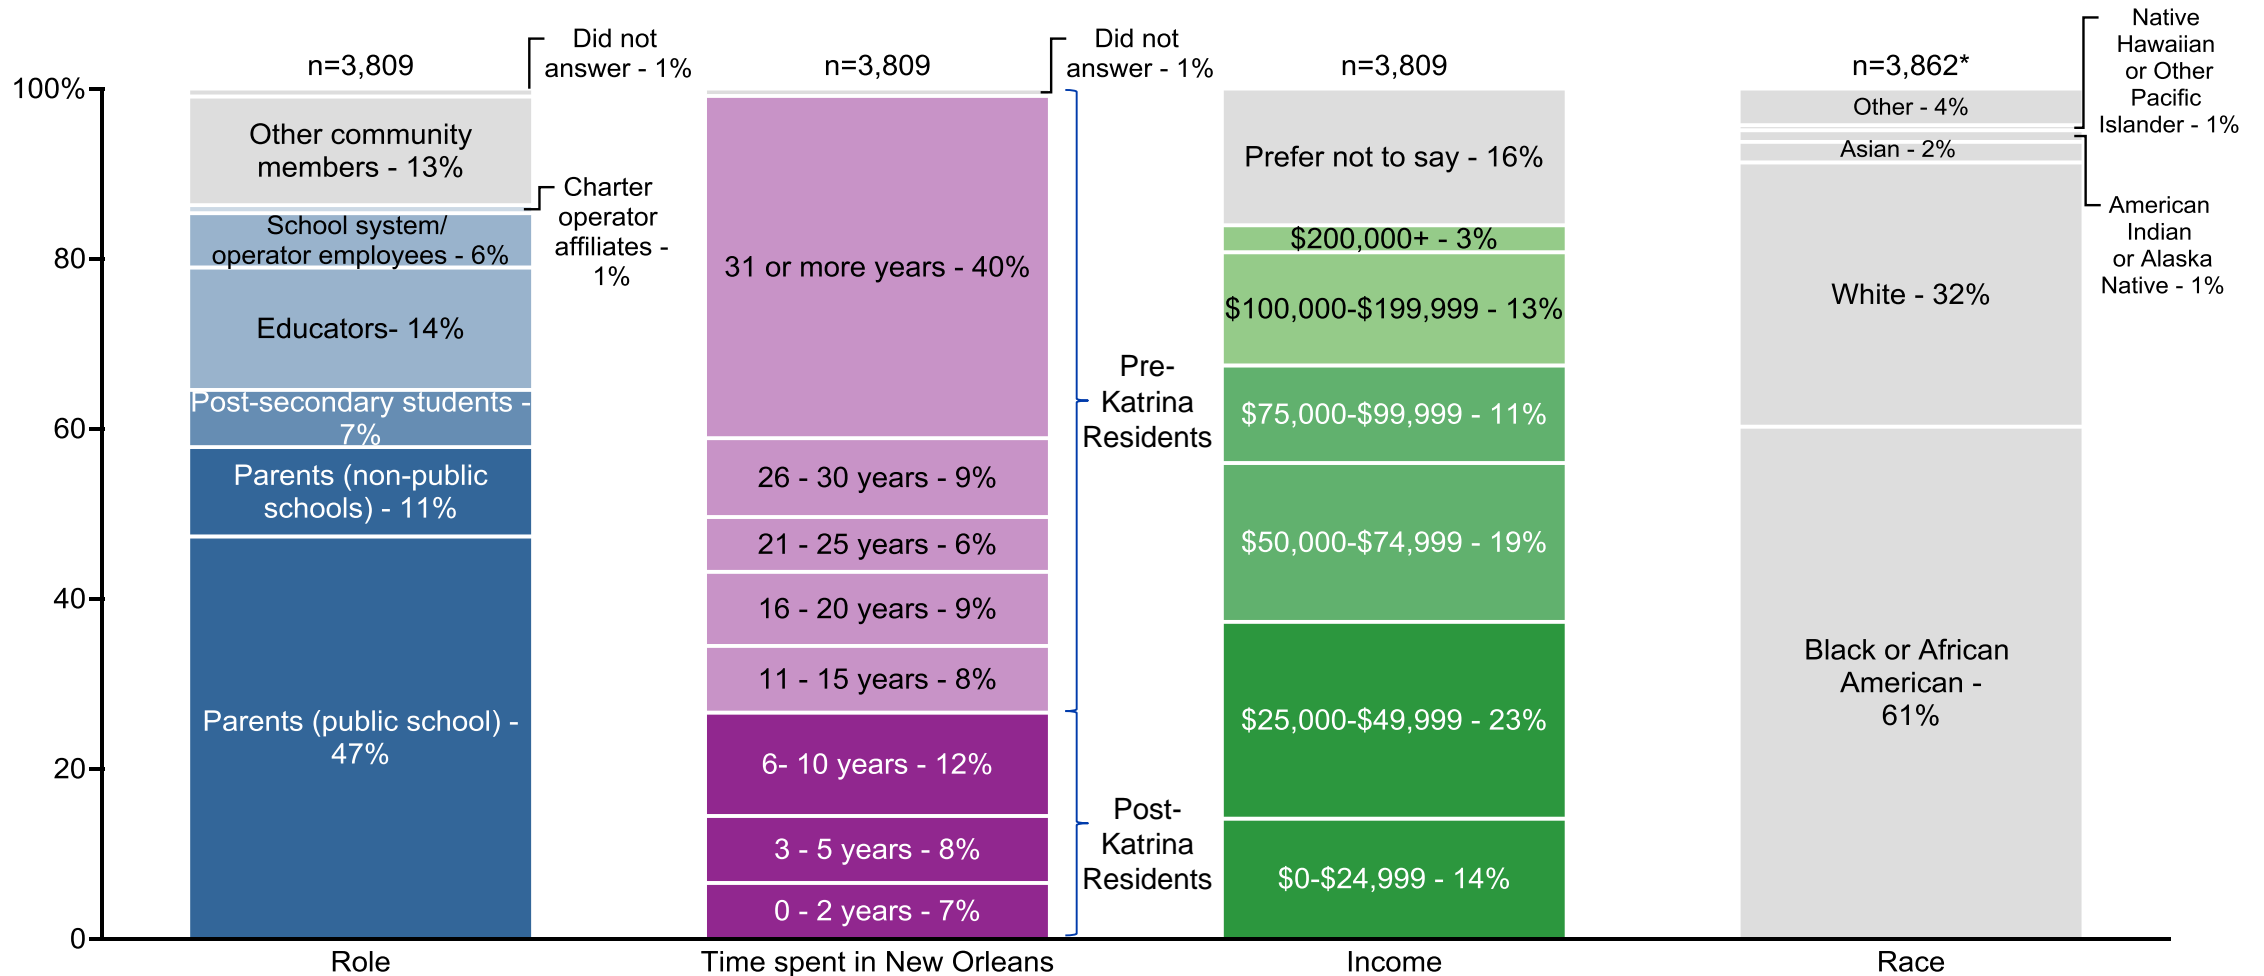 n=3,809
Did not
answer - 1%
n=3,809
Did not
answer - 1%
n=3,809
n=3,862*
Native
Hawaiian
or Other
Pacific
Islander - 1%
100%
80
60
40
20
0
Other community
members - 13%
Charter
operator
affiliates -
1%
School system/
operator employees - 6%
Educators- 14%
Post-secondary students -
7%
Parents (non-public
schools) - 11%
Parents (public school) -
47%
31 or more years - 40%
26 - 30 years - 9%
21 - 25 years - 6%
16 - 20 years - 9%
11 - 15 years - 8%
6- 10 years - 12%
3 - 5 years - 8%
0 - 2 years - 7%
Pre-
Katrina
Residents
Post-
Katrina
Residents
Prefer not to say - 16%
$200,000+ - 3%
$100,000-$199,999 - 13%
$75,000-$99,999 - 11%
$50,000-$74,999 - 19%
$25,000-$49,999 - 23%
$0-$24,999 - 14%
Other - 4%
Asian - 2%
American
Indian
or Alaska
Native - 1%
White - 32%
Black or African
American -
61%
Role
Time spent in New Orleans
Income
Race